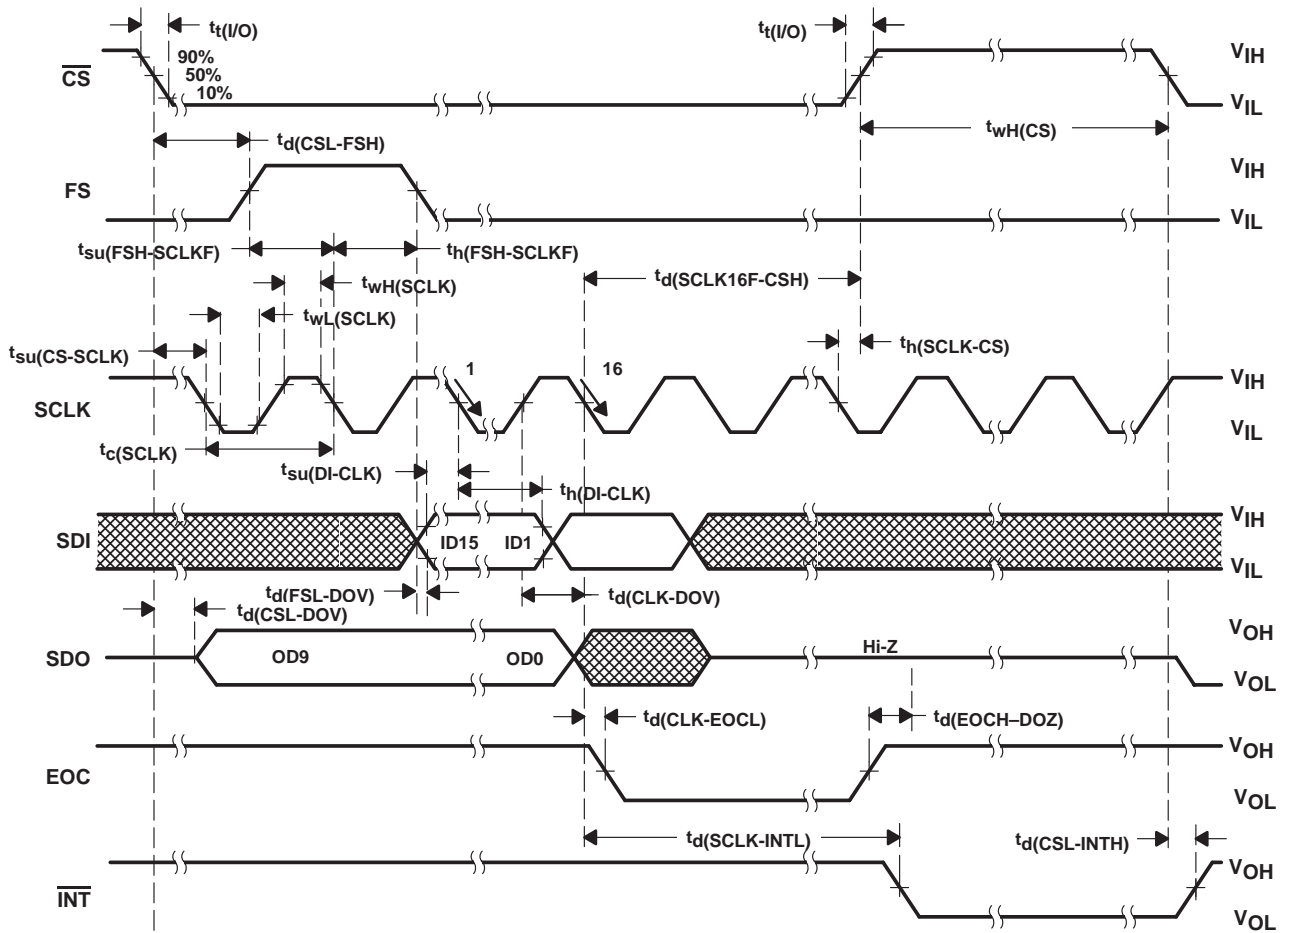 tt(I/O)
tt(I/O)
90%
50%
10%
CS
VIH
VIL
td(CSL-FSH)
twH(CS)
FS
VIH
VIL
tsu(FSH-SCLKF)
th(FSH-SCLKF)
twH(SCLK)
td(SCLK16F-CSH)
twL(SCLK)
tsu(CS-SCLK)
th(SCLK-CS)
1
16
SCLK
VIH
VIL
tc(SCLK)
tsu(DI-CLK)
th(DI-CLK)
SDI
ID15
ID1
VIH
VIL
td(FSL-DOV)
td(CLK-DOV)
td(CSL-DOV)
SDO
OD9
OD0
Hi-Z
VOH
VOL
td(CLK-EOCL)
td(EOCH–DOZ)
EOC
VOH
VOL
td(SCLK-INTL)
td(CSL-INTH)
INT
VOH
VOL